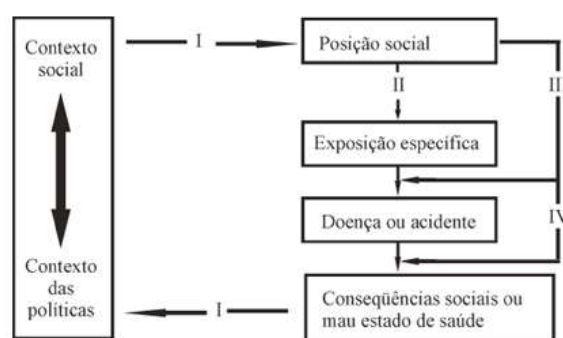 Contexto
social
Contexto
das
políticas
I
Posição social
II
III
Exposição específica
Doença ou acidente
IV
I
Conseqüências sociais ou
mau estado de saúde